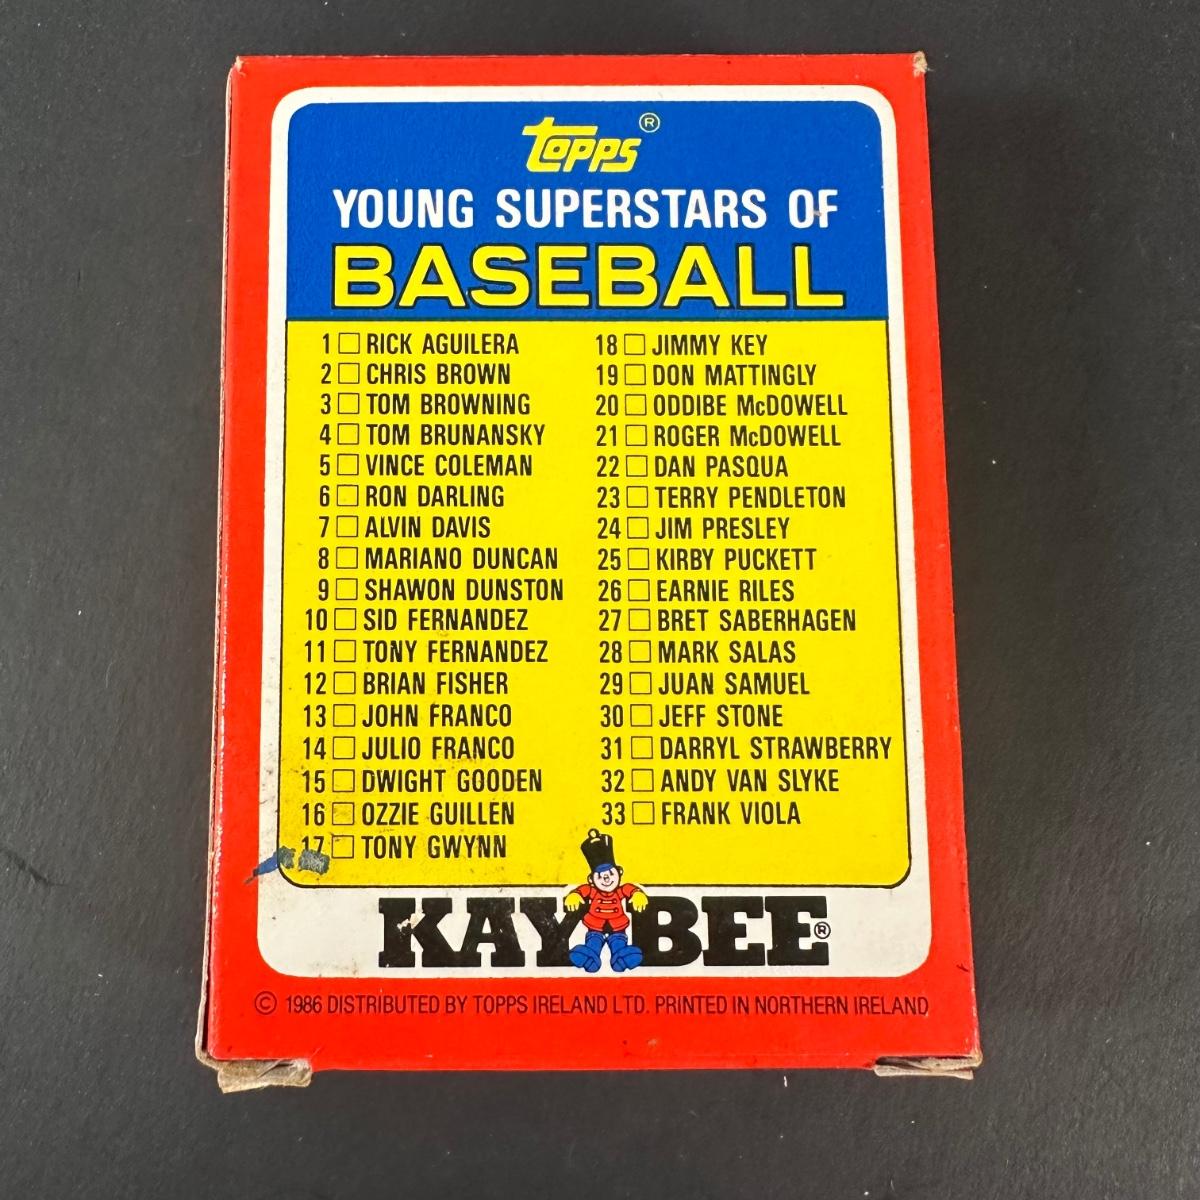 topps®
YOUNG SUPERSTARS OF
BASEBALL
1 □ RICK AGUILERA
2 □ CHRIS BROWN
3 □ TOM BROWNING
4 □ TOM BRUNANSKY
5 □ VINCE COLEMAN
6 □ RON DARLING
7 □ ALVIN DAVIS
8 □ MARIANO DUNCAN
9 □ SHAWON DUNSTON
10 □ SID FERNANDEZ
11 □ TONY FERNANDEZ
12 □ BRIAN FISHER
13 □ JOHN FRANCO
14 □ JULIO FRANCO
15 □ DWIGHT GOODEN
16 □ OZZIE GUILLEN
17 □ TONY GWYNN
18 □ JIMMY KEY
19 □ DON MATTINGLY
20 □ ODDIBE McDOWELL
21 □ ROGER McDOWELL
22 □ DAN PASQUA
23 □ TERRY PENDLETON
24 □ JIM PRESLEY
25 □ KIRBY PUCKETT
26 □ EARNIE RILES
27 □ BRET SABERHAGEN
28 □ MARK SALAS
29 □ JUAN SAMUEL
30 □ JEFF STONE
31 □ DARRYL STRAWBERRY
32 □ ANDY VAN SLYKE
33 □ FRANK VIOLA
KAY BEE®
© 1986 DISTRIBUTED BY TOPPS IRELAND LTD. PRINTED IN NORTHERN IRELAND